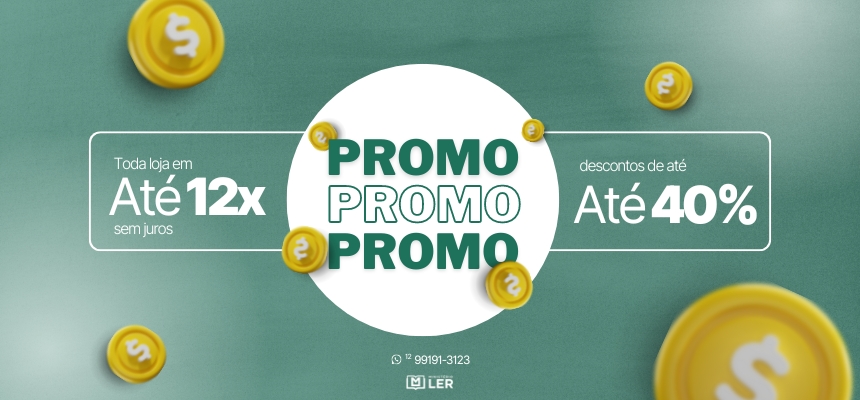 Toda loja em
Até 12x
sem juros
PROMO
PROMO
PROMO
descontos de até
Até 40%
12 99191-3123
LER